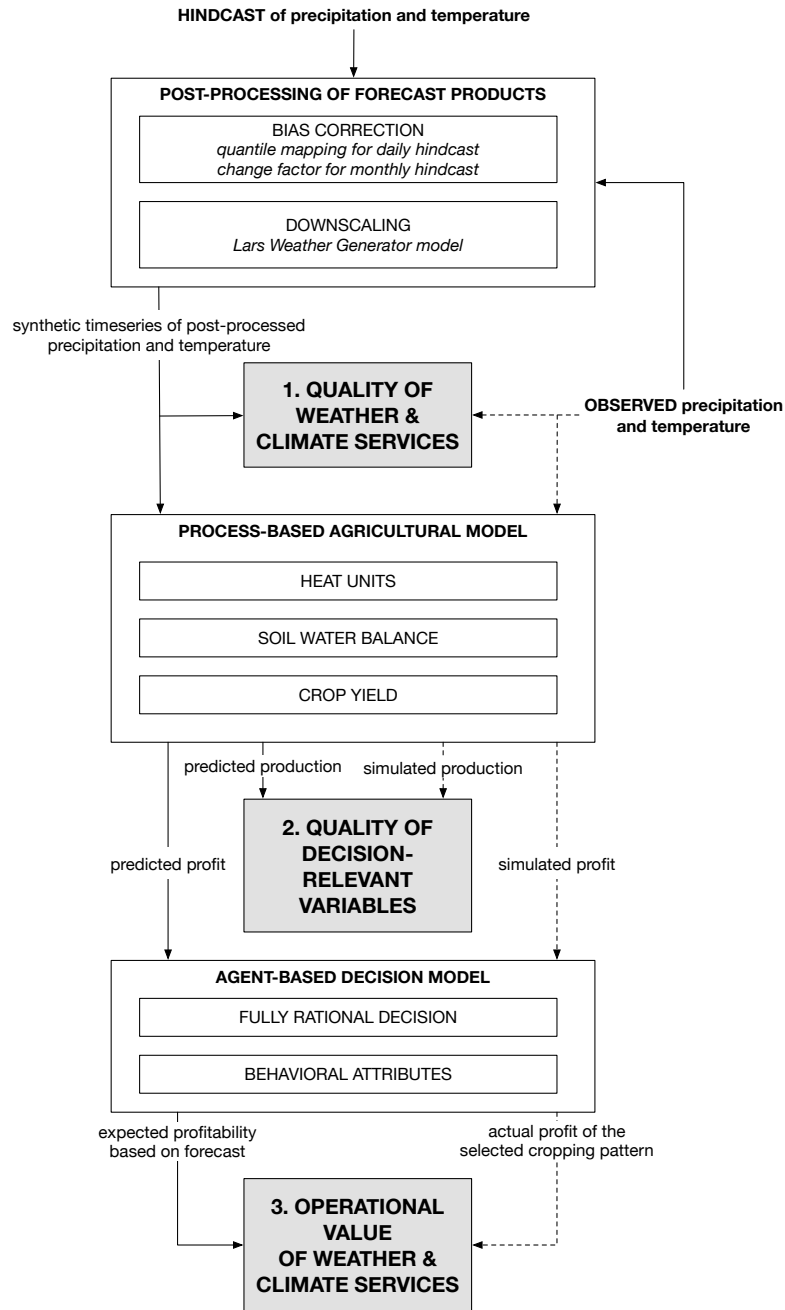 HINDCAST of precipitation and temperature
POST-PROCESSING OF FORECAST PRODUCTS
BIAS CORRECTION
quantile mapping for daily hindcast
change factor for monthly hindcast
DOWNSCALING
Lars Weather Generator model
synthetic timeseries of post-processed
precipitation and temperature
1. QUALITY OF
WEATHER &
CLIMATE SERVICES
OBSERVED precipitation
and temperature
PROCESS-BASED AGRICULTURAL MODEL
HEAT UNITS
SOIL WATER BALANCE
CROP YIELD
predicted production
simulated production
2. QUALITY OF
DECISION-
RELEVANT
VARIABLES
predicted profit
simulated profit
AGENT-BASED DECISION MODEL
FULLY RATIONAL DECISION
BEHAVIORAL ATTRIBUTES
expected profitability
based on forecast
actual profit of the
selected cropping pattern
3. OPERATIONAL
VALUE
OF WEATHER &
CLIMATE SERVICES